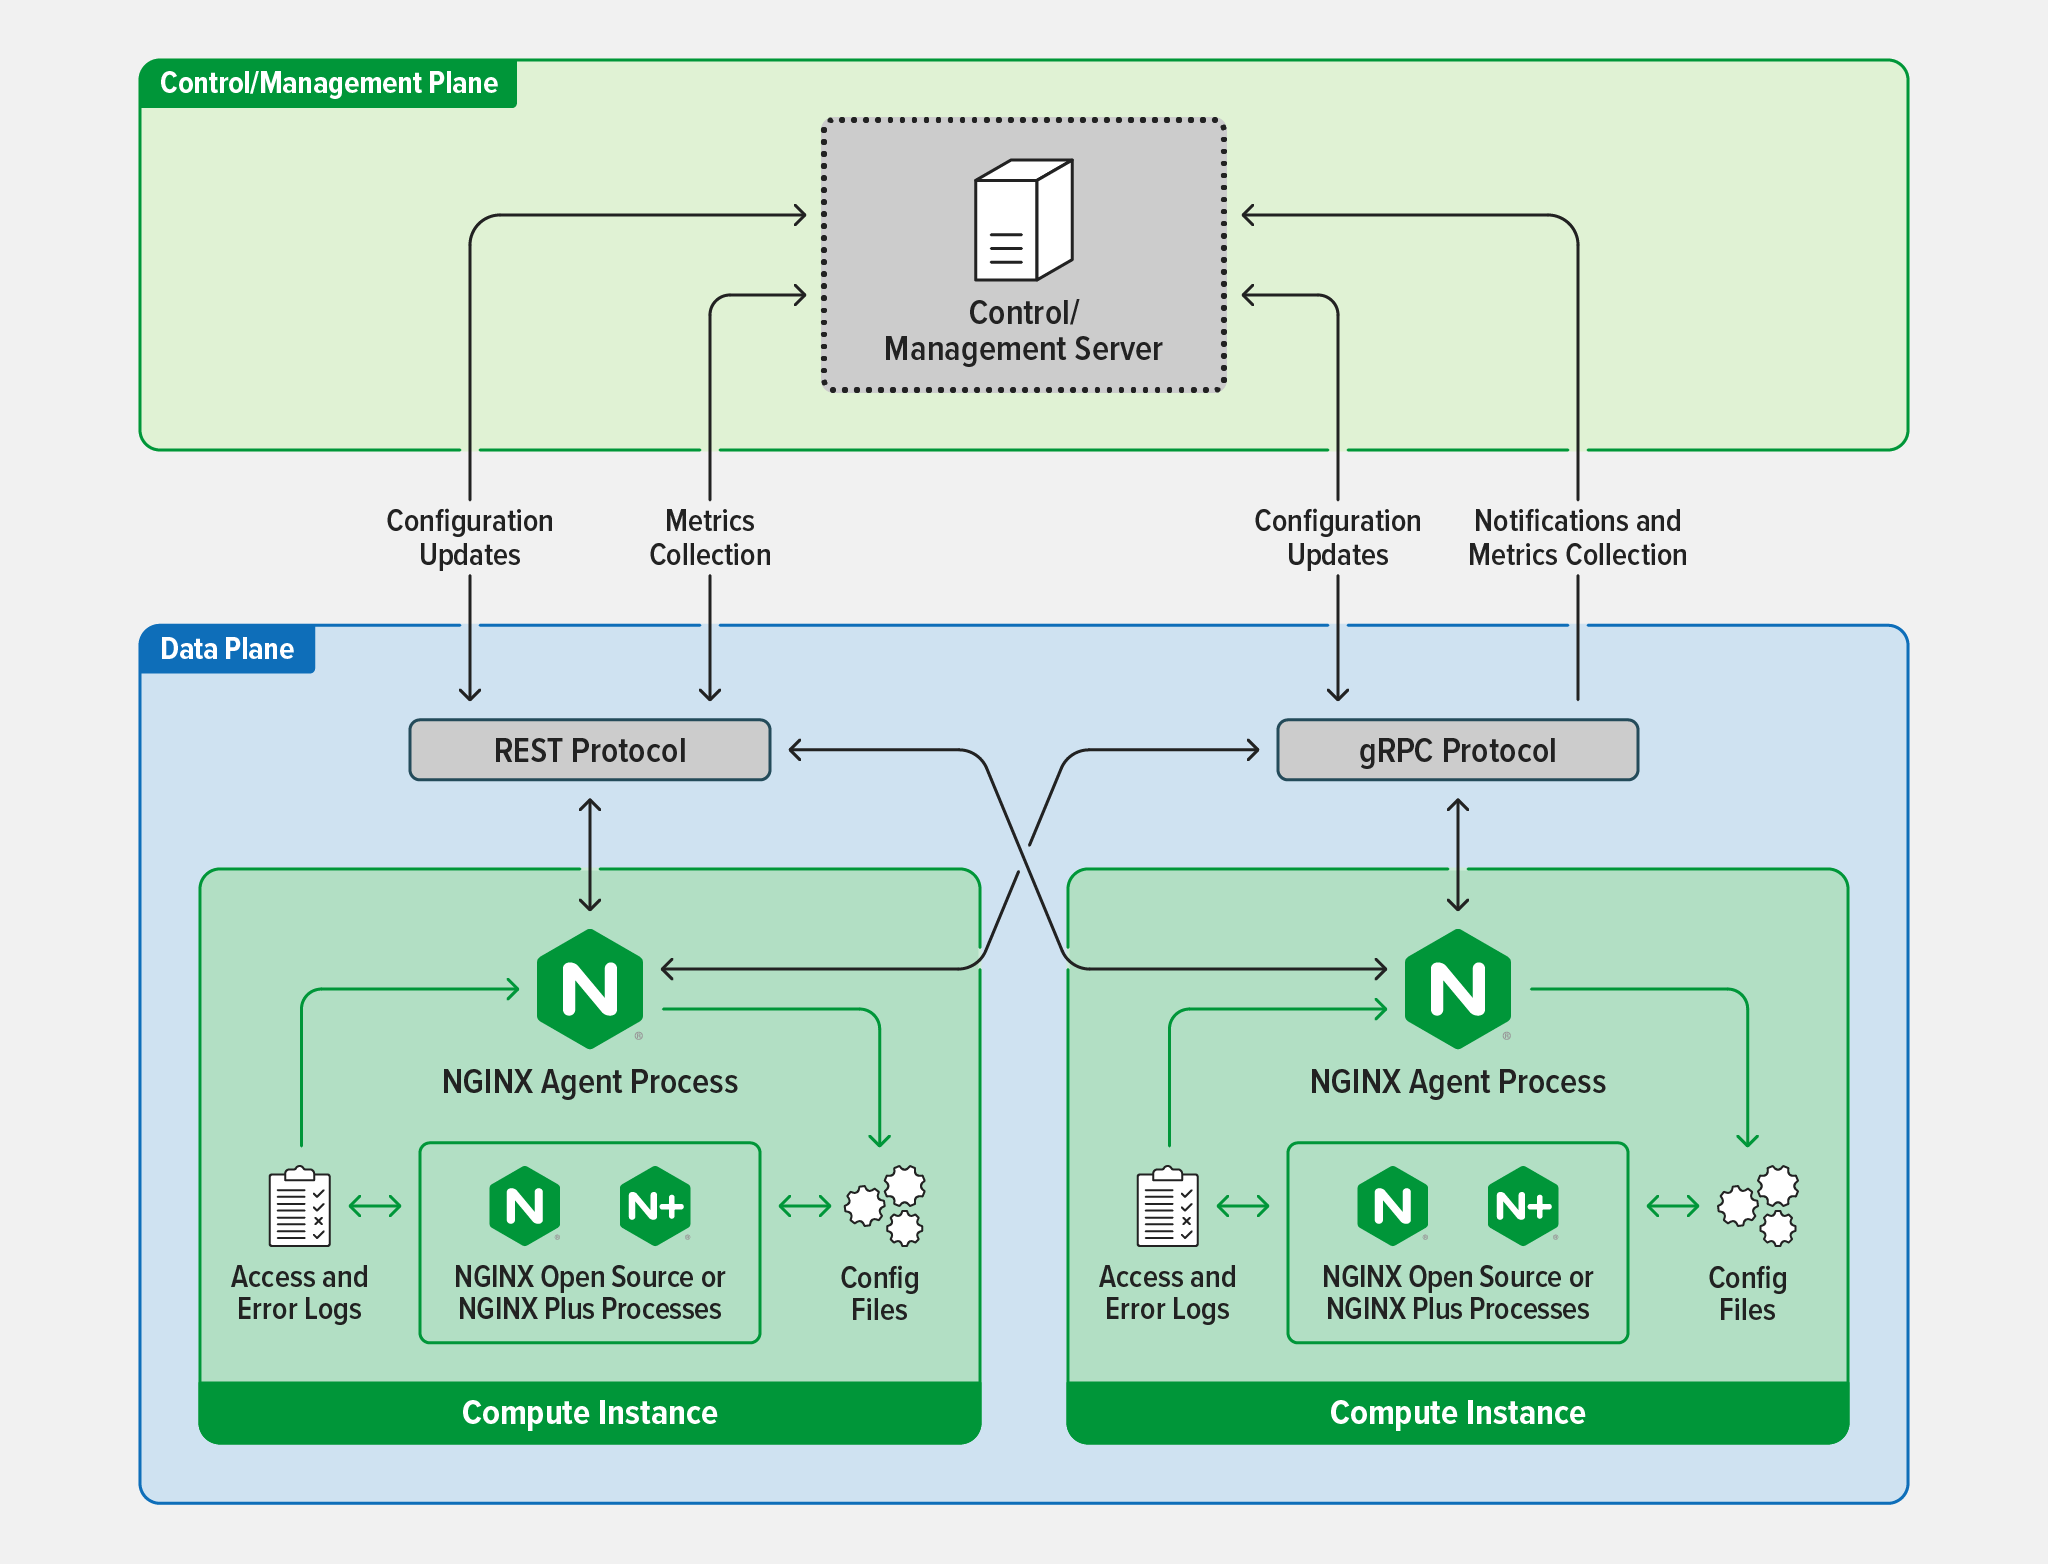 Control/Management Plane
Control/
Management Server
Configuration
Updates
Metrics
Collection
Configuration
Updates
Notifications and
Metrics Collection
Data Plane
REST Protocol
gRPC Protocol
N
®
NGINX Agent Process
N
®
NGINX Agent Process
Access and
Error Logs
N
®
N+
®
NGINX Open Source or
NGINX Plus Processes
Config
Files
Access and
Error Logs
N
®
N+
®
NGINX Open Source or
NGINX Plus Processes
Config
Files
Compute Instance
Compute Instance